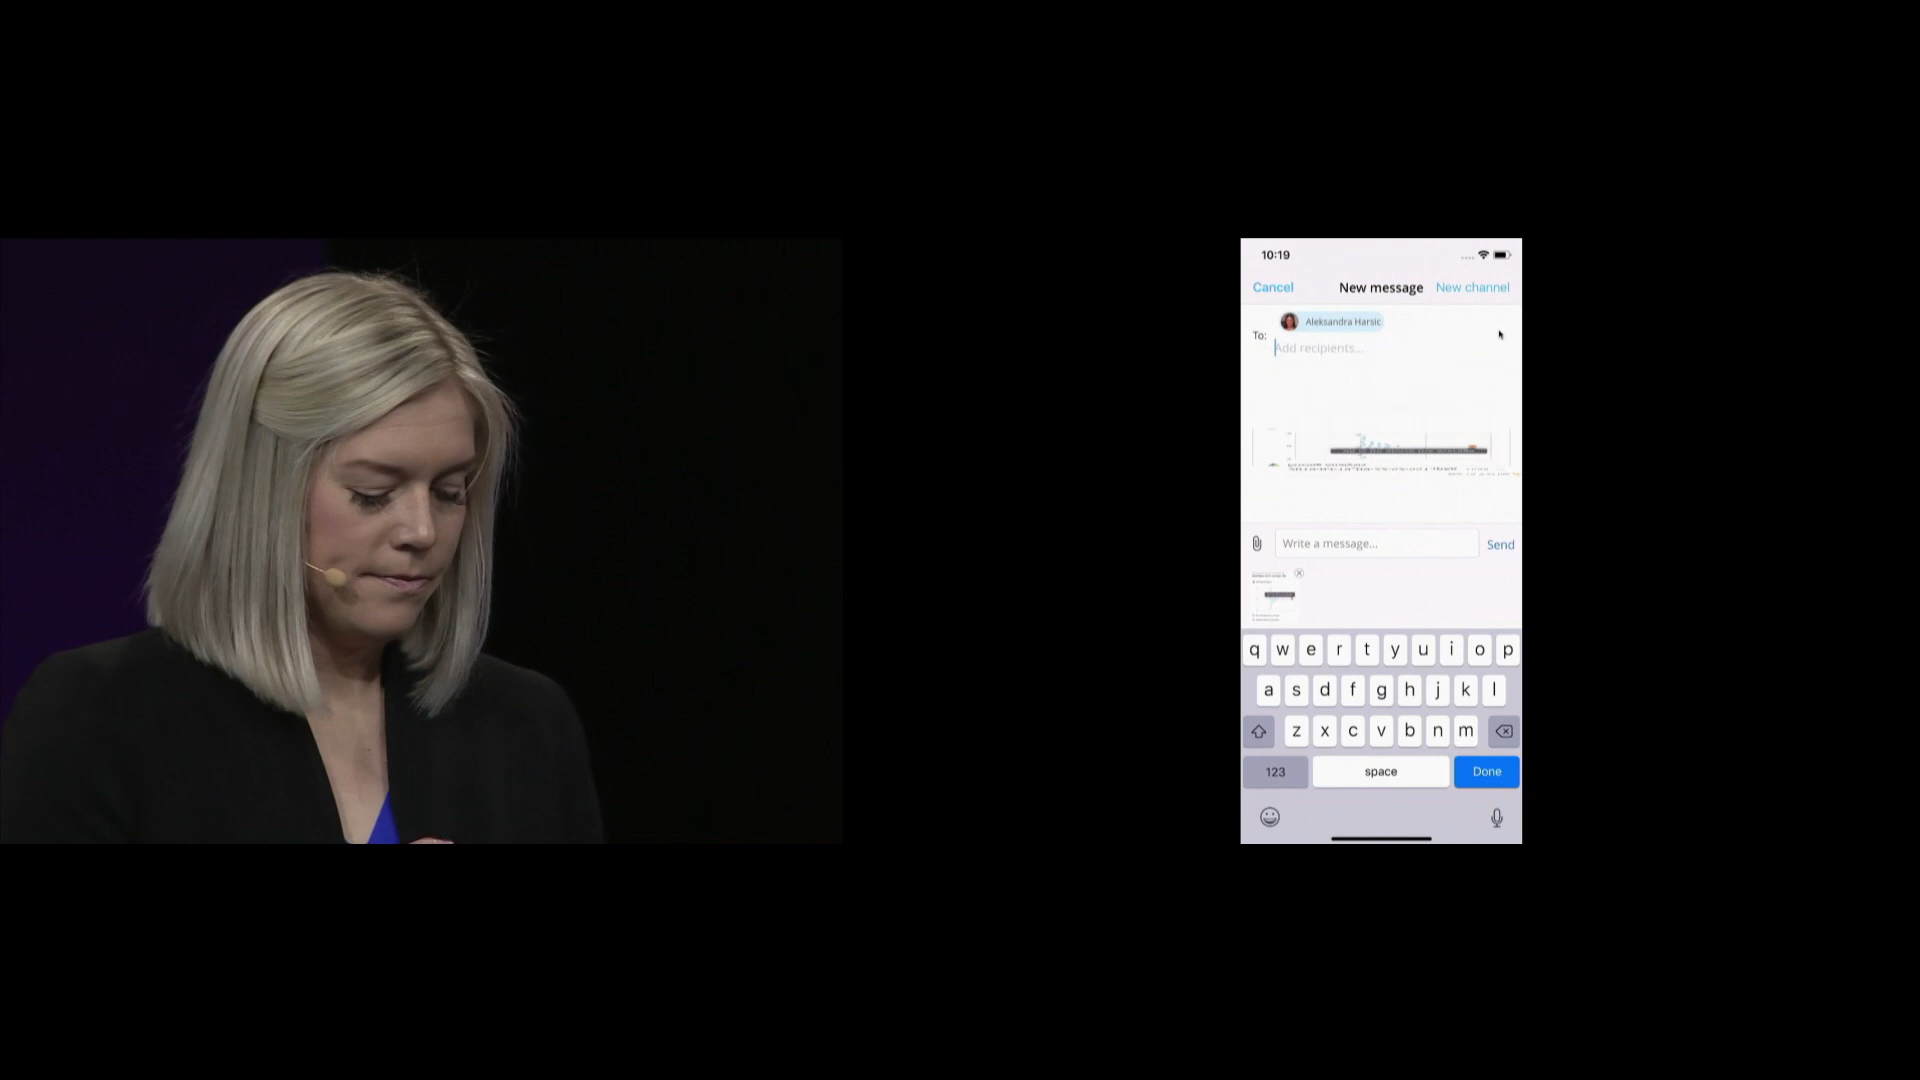 10:19
Cancel New message New channel
Aleksandra Harsic
To:
Add recipients...
Write a message... Send
q w e r t y u i o p
a s d f g h j k l
z x c v b n m
123 space Done